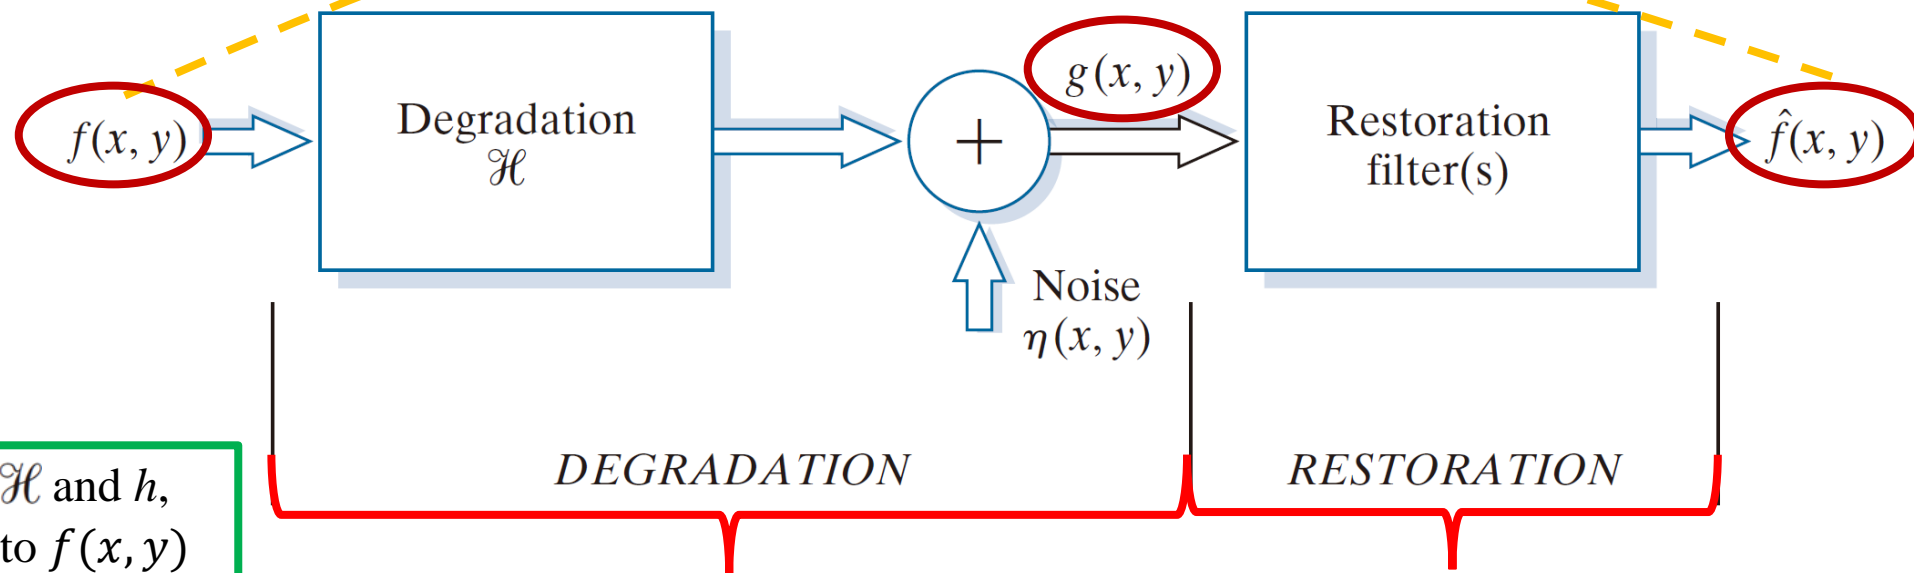 f(x, y)
Degradation
ℋ
+
g(x, y)
Noise
η(x, y)
Restoration
filter(s)
f̂(x, y)
DEGRADATION
RESTORATION
ℋ and h,
to f(x, y)